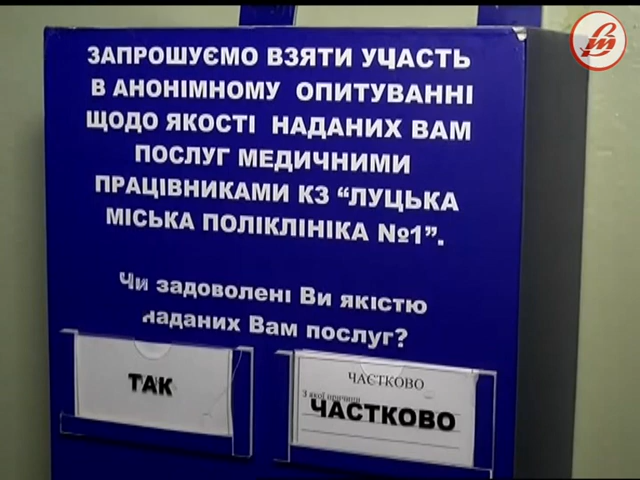 ЗАПРОШУЄМО ВЗЯТИ УЧАСТЬ
В АНОНІМНОМУ ОПИТУВАННІ
ЩОДО ЯКОСТІ НАДАНИХ ВАМ
ПОСЛУГ МЕДИЧНИМИ
ПРАЦІВНИКАМИ КЗ “ЛУЦЬКА
МІСЬКА ПОЛІКЛІНІКА №1”.
Чи задоволені Ви якістю
наданих Вам послуг?
ТАК
ЧАСТКОВО
З якої причини
ЧАСТКОВО